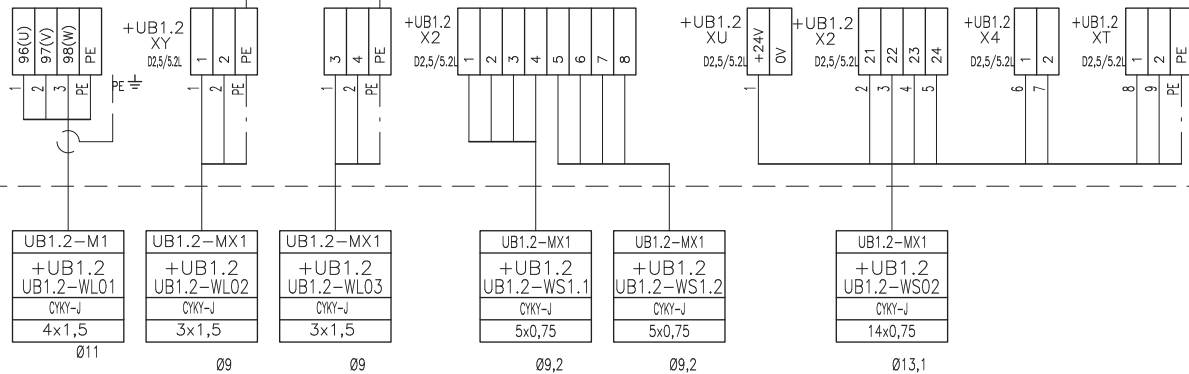 96(U)
97(V)
98(W)
PE
+UB1.2
XY
D2,5/5.2L
1
2
PE
3
4
PE
+UB1.2
X2
D2,5/5.2L
1
2
3
4
5
6
7
8
+UB1.2
XU
D2,5/5.2L
+24V
0V
+UB1.2
X2
D2,5/5.2L
21
22
23
24
+UB1.2
X4
D2,5/5.2L
1
2
+UB1.2
XT
D2,5/5.2L
1
2
PE
1
2
3
PE
PE
1
2
PE
1
2
PE
1
2
3
4
5
6
7
8
9
PE
UB1.2-M1
+UB1.2
UB1.2-WL01
CYKY-J
4x1,5
Ø11
UB1.2-MX1
+UB1.2
UB1.2-WL02
CYKY-J
3x1,5
Ø9
UB1.2-MX1
+UB1.2
UB1.2-WL03
CYKY-J
3x1,5
Ø9
UB1.2-MX1
+UB1.2
UB1.2-WS1.1
CYKY-J
5x0,75
Ø9,2
UB1.2-MX1
+UB1.2
UB1.2-WS1.2
CYKY-J
5x0,75
Ø9,2
UB1.2-MX1
+UB1.2
UB1.2-WS02
CYKY-J
14x0,75
Ø13,1